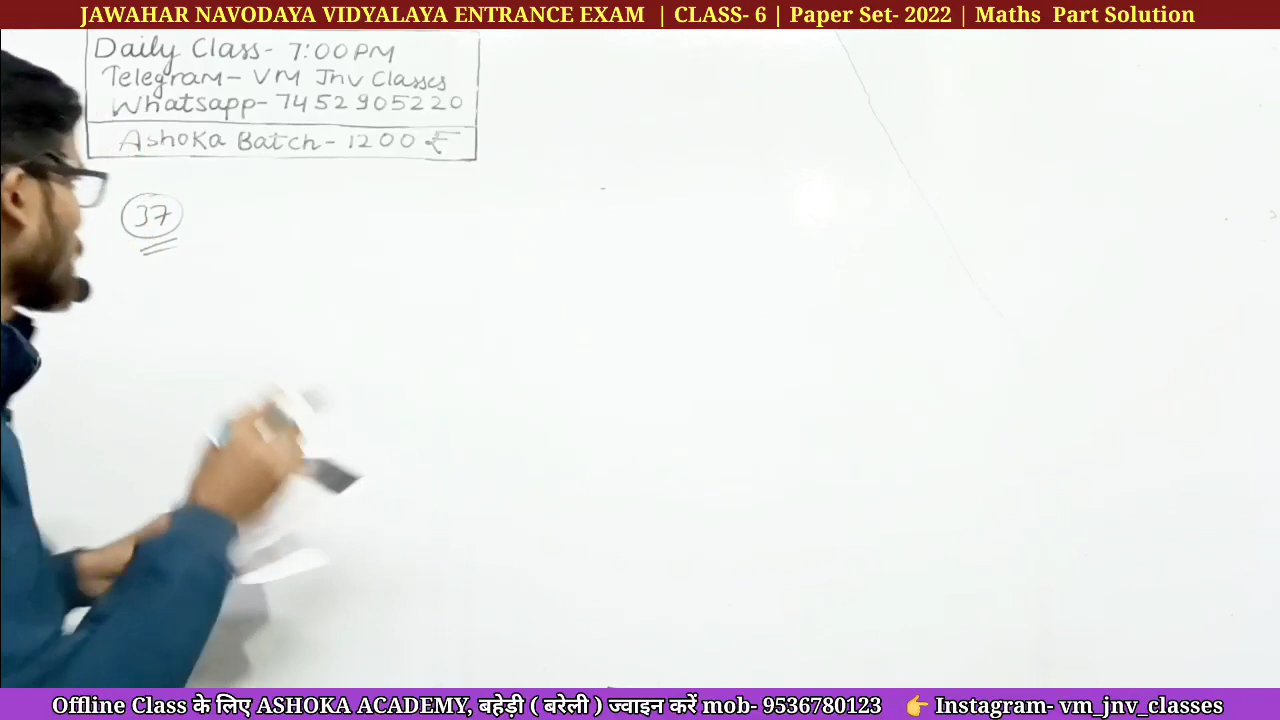 JAWAHAR NAVODAYA VIDYALAYA ENTRANCE EXAM | CLASS- 6 | Paper Set- 2022 | Maths Part Solution
Daily Class- 7:00PM
Telegram- VM Jnv Classes
Whatsapp- 7452905220
Ashoka Batch- 1200 ₹
37
Offline Class के लिए ASHOKA ACADEMY, बहेड़ी ( बरेली ) ज्वाइन करें mob- 9536780123 👉 Instagram- vm_jnv_classes